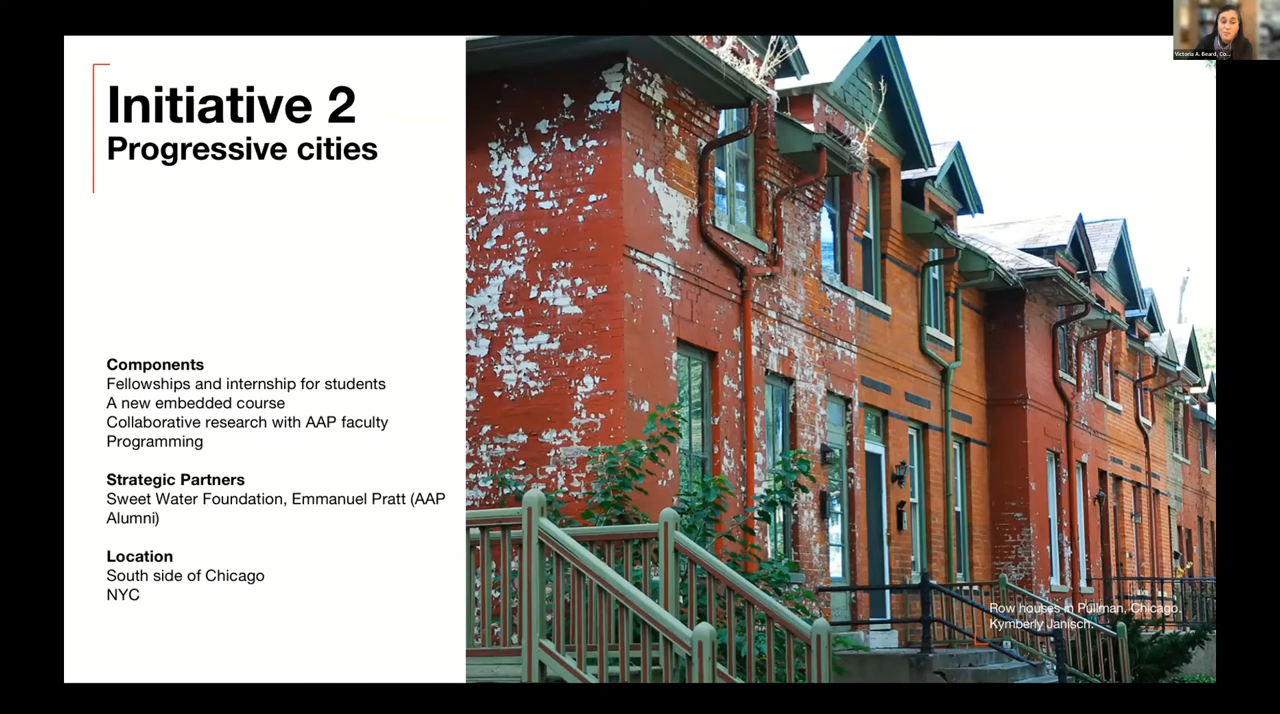 Victoria A. Beard, Co...
Initiative 2
Progressive cities
Components
Fellowships and internship for students
A new embedded course
Collaborative research with AAP faculty
Programming
Strategic Partners
Sweet Water Foundation, Emmanuel Pratt (AAP
Alumni)
Location
South side of Chicago
NYC
Row houses in Pullman, Chicago.
Kymberly Janisch.